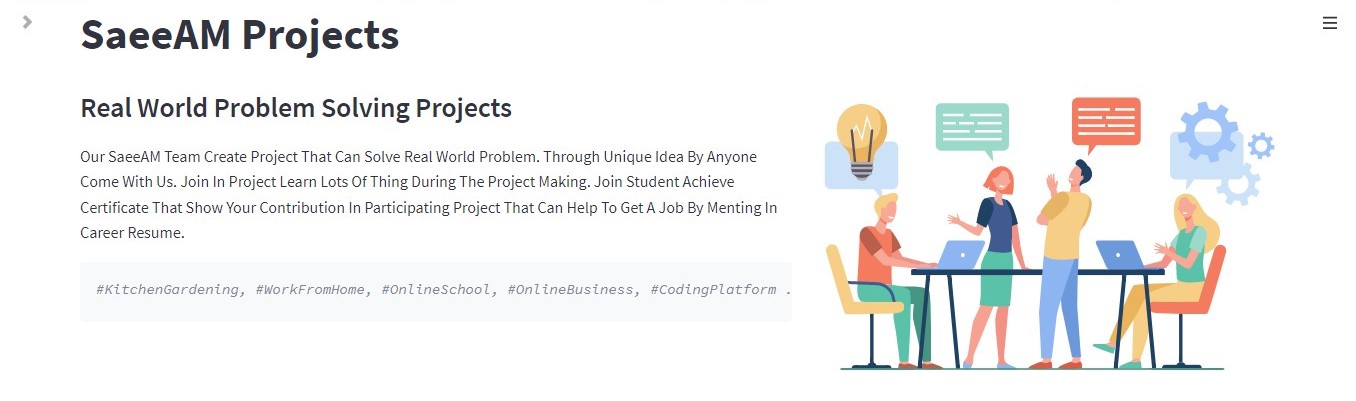 SaeeAM Projects
Real World Problem Solving Projects
Our SaeeAM Team Create Project That Can Solve Real World Problem. Through Unique Idea By Anyone
Come With Us. Join In Project Learn Lots Of Thing During The Project Making. Join Student Achieve
Certificate That Show Your Contribution In Participating Project That Can Help To Get A Job By Menting In
Career Resume.
#KitchenGardening, #WorkFromHome, #OnlineSchool, #OnlineBusiness, #CodingPlatform .